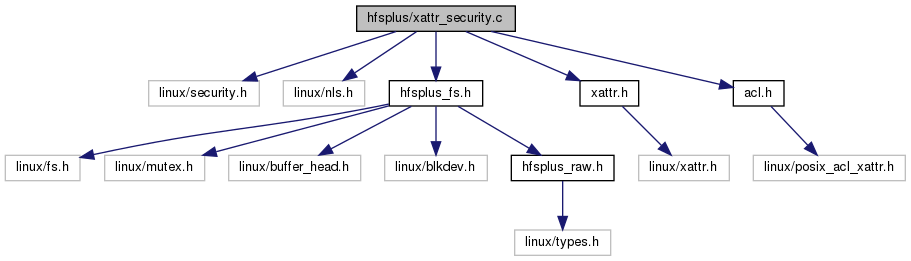 hfsplus/xattr_security.c
linux/security.h
linux/nls.h
hfsplus_fs.h
xattr.h
acl.h
linux/fs.h
linux/mutex.h
linux/buffer_head.h
linux/blkdev.h
hfsplus_raw.h
linux/xattr.h
linux/posix_acl_xattr.h
linux/types.h